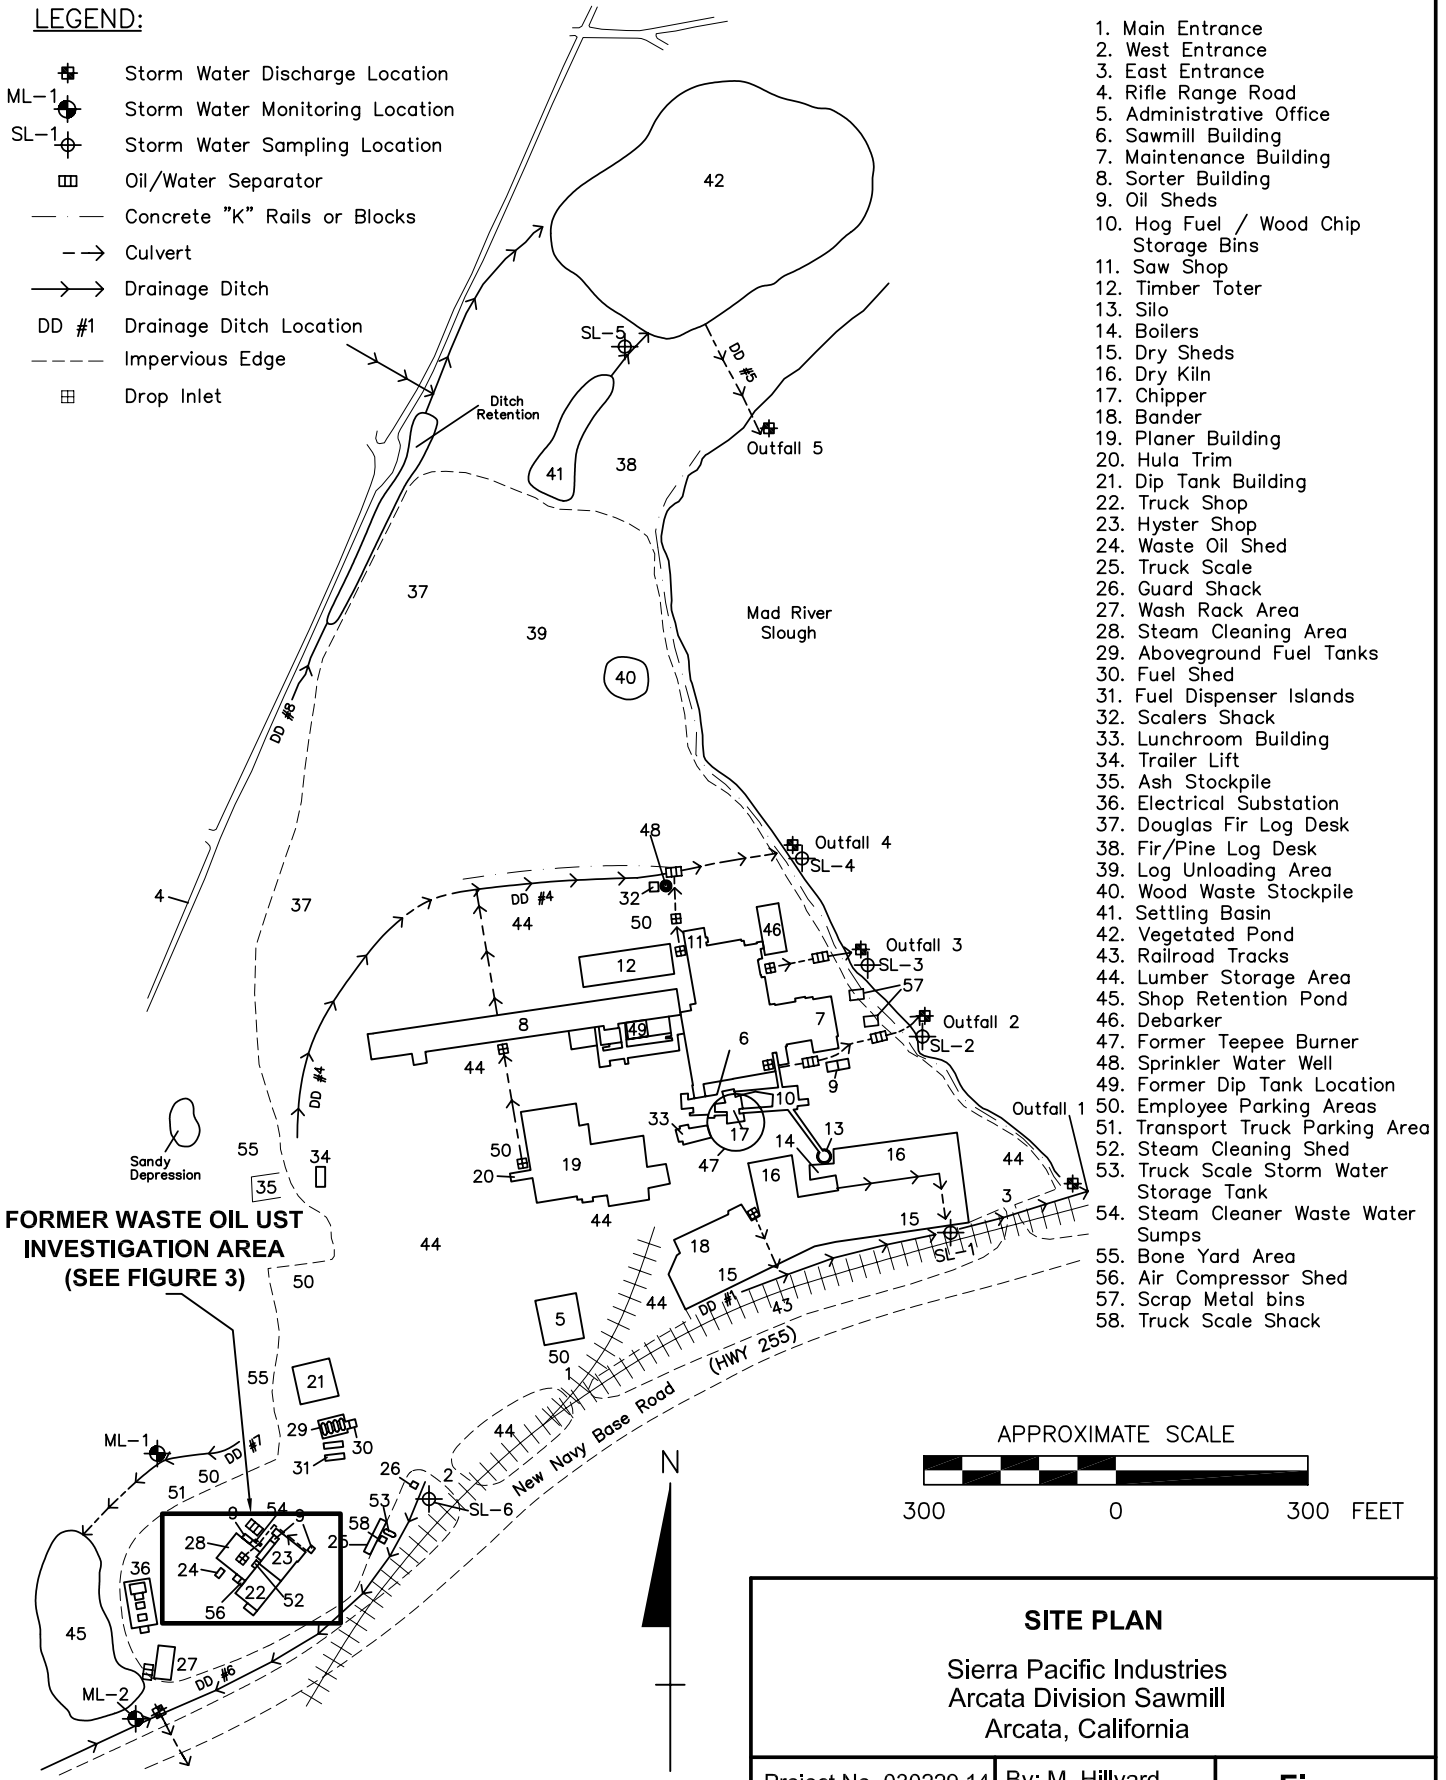 LEGEND:
Storm Water Discharge Location
ML-1 Storm Water Monitoring Location
SL-1 Storm Water Sampling Location
Oil/Water Separator
Concrete "K" Rails or Blocks
Culvert
Drainage Ditch
DD #1 Drainage Ditch Location
Impervious Edge
Drop Inlet
1. Main Entrance
2. West Entrance
3. East Entrance
4. Rifle Range Road
5. Administrative Office
6. Sawmill Building
7. Maintenance Building
8. Sorter Building
9. Oil Sheds
10. Hog Fuel / Wood Chip
Storage Bins
11. Saw Shop
12. Timber Toter
13. Silo
14. Boilers
15. Dry Sheds
16. Dry Kiln
17. Chipper
18. Bander
19. Planer Building
20. Hula Trim
21. Dip Tank Building
22. Truck Shop
23. Hyster Shop
24. Waste Oil Shed
25. Truck Scale
26. Guard Shack
27. Wash Rack Area
28. Steam Cleaning Area
29. Aboveground Fuel Tanks
30. Fuel Shed
31. Fuel Dispenser Islands
32. Scalers Shack
33. Lunchroom Building
34. Trailer Lift
35. Ash Stockpile
36. Electrical Substation
37. Douglas Fir Log Desk
38. Fir/Pine Log Desk
39. Log Unloading Area
40. Wood Waste Stockpile
41. Settling Basin
42. Vegetated Pond
43. Railroad Tracks
44. Lumber Storage Area
45. Shop Retention Pond
46. Debarker
47. Former Teepee Burner
48. Sprinkler Water Well
49. Former Dip Tank Location
50. Employee Parking Areas
51. Transport Truck Parking Area
52. Steam Cleaning Shed
53. Truck Scale Storm Water
Storage Tank
54. Steam Cleaner Waste Water
Sumps
55. Bone Yard Area
56. Air Compressor Shed
57. Scrap Metal bins
58. Truck Scale Shack
42
SL-5
DD #5
Ditch
Retention
Outfall 5
41
38
37
39
Mad River
Slough
40
DD #8
48
Outfall 4
SL-4
4
37
32
DD #4
44
50
46
11
Outfall 3
SL-3
12
57
8
49
7
Outfall 2
SL-2
6
44
9
DD #4
10
Outfall 1
33
17
13
Sandy
Depression
55
34
50
19
47
14
16
16
44
20
35
3
FORMER WASTE OIL UST
INVESTIGATION AREA
(SEE FIGURE 3)
44
44
18
15
SL-1
50
15
44
DD #1
43
5
50
(HWY 255)
1
55
21
29
30
44
New Navy Base Road
ML-1
DD #7
50
31
51
26
2
N
SL-6
APPROXIMATE SCALE
300 0 300 FEET
9
54
9
53
58
25
28
23
24
36
22
52
56
45
27
DD #6
ML-2
SITE PLAN
Sierra Pacific Industries
Arcata Division Sawmill
Arcata, California
Project No. 030229.14 By: M. Hillyard